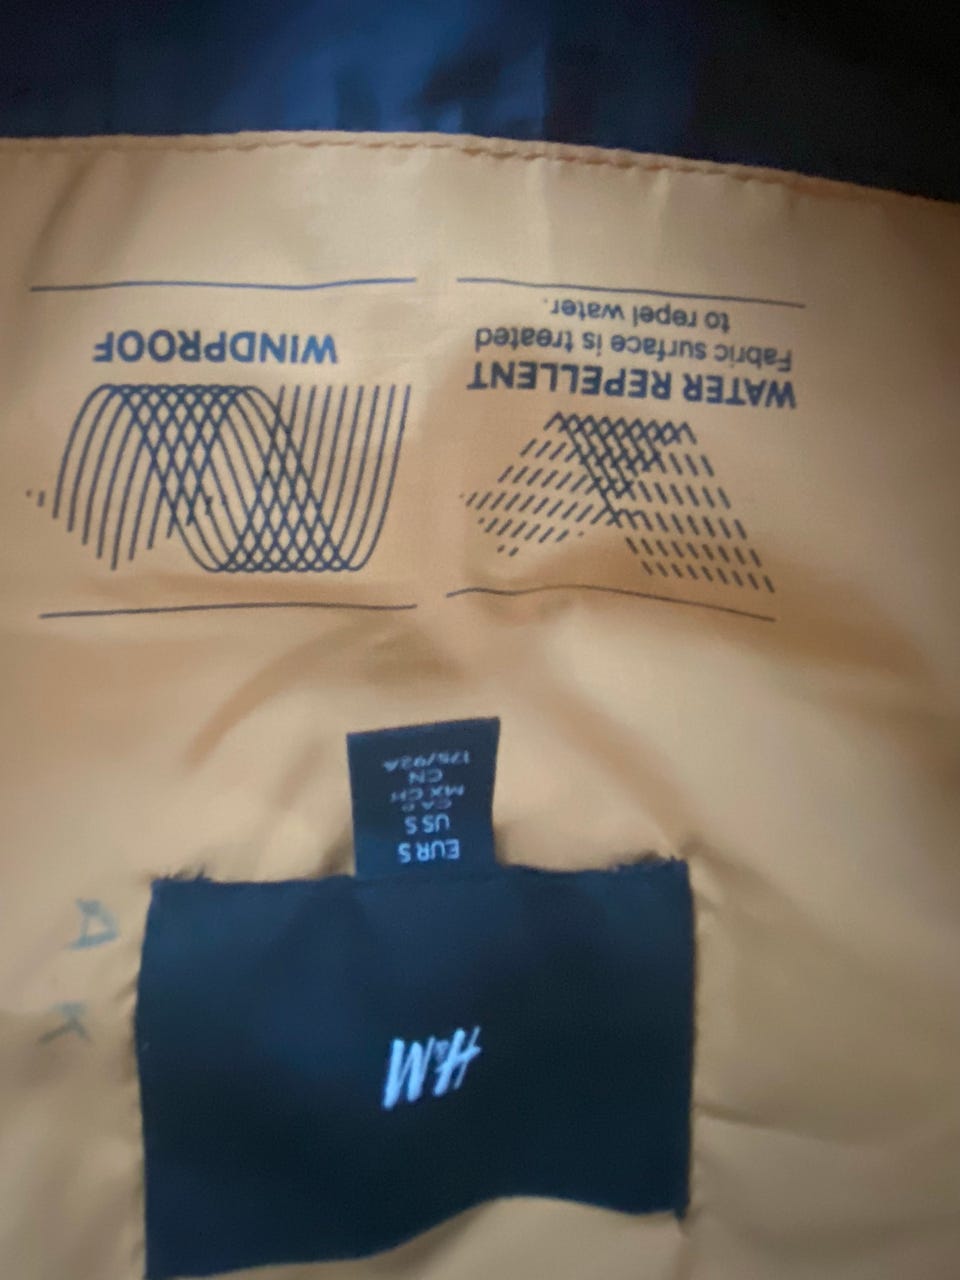 H&M
EUR S
US S
CA P
MX CH
CN
175/92A
WATER REPELLENT
Fabric surface is treated
to repel water.
WINDPROOF